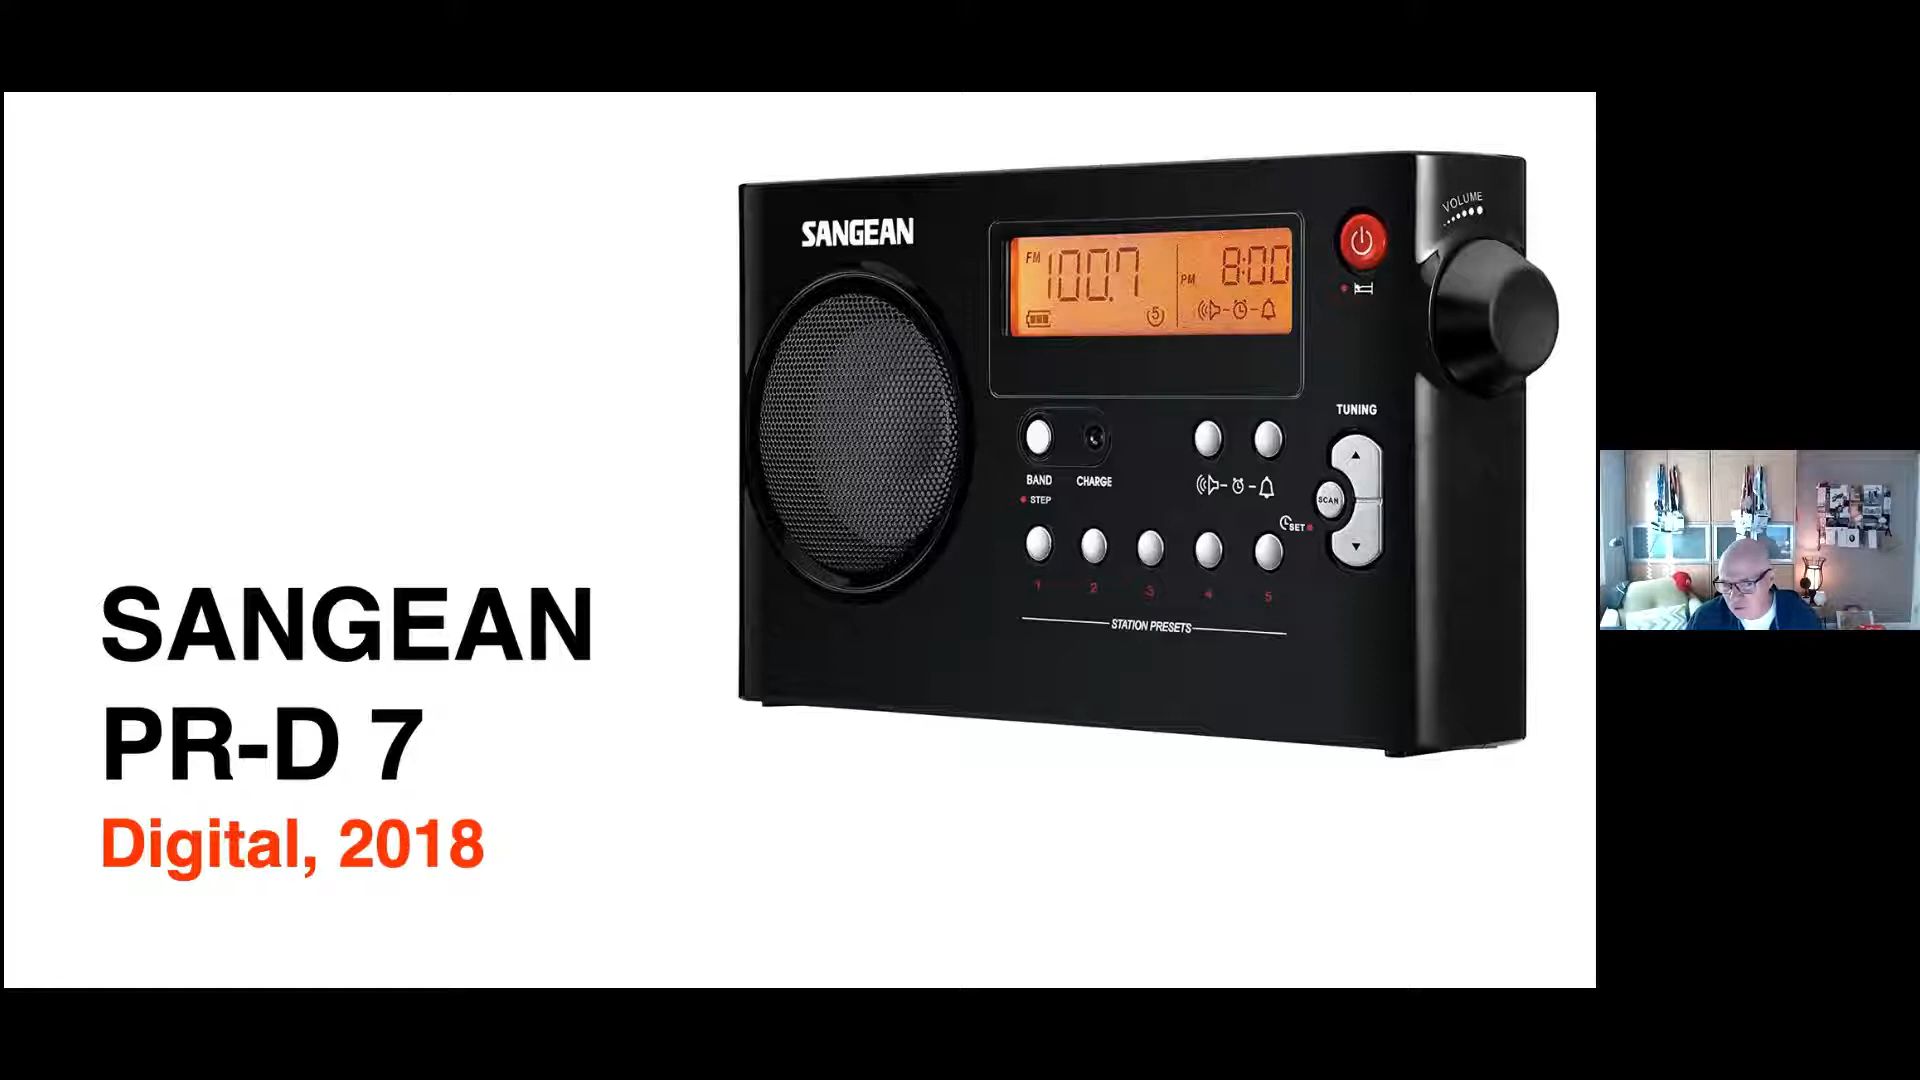 SANGEAN
PR-D 7
Digital, 2018
SANGEAN
FM 100.7 PM 8:00
5
VOLUME
TUNING
BAND CHARGE
STEP
SCAN
SET
1 2 3 4 5
STATION PRESETS